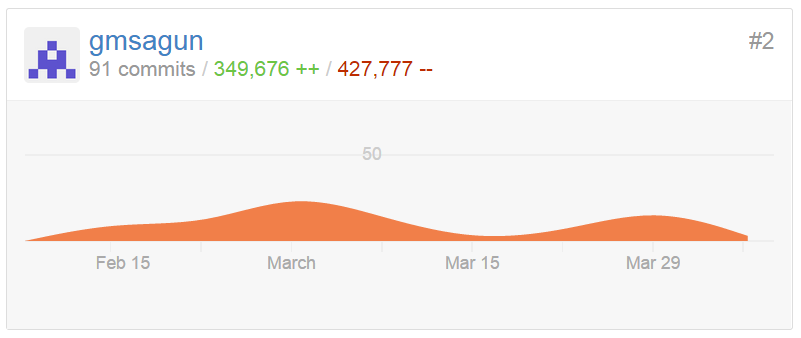 gmsagun
#2
91 commits / 349,676 ++ / 427,777 --
50
Feb 15 March Mar 15 Mar 29